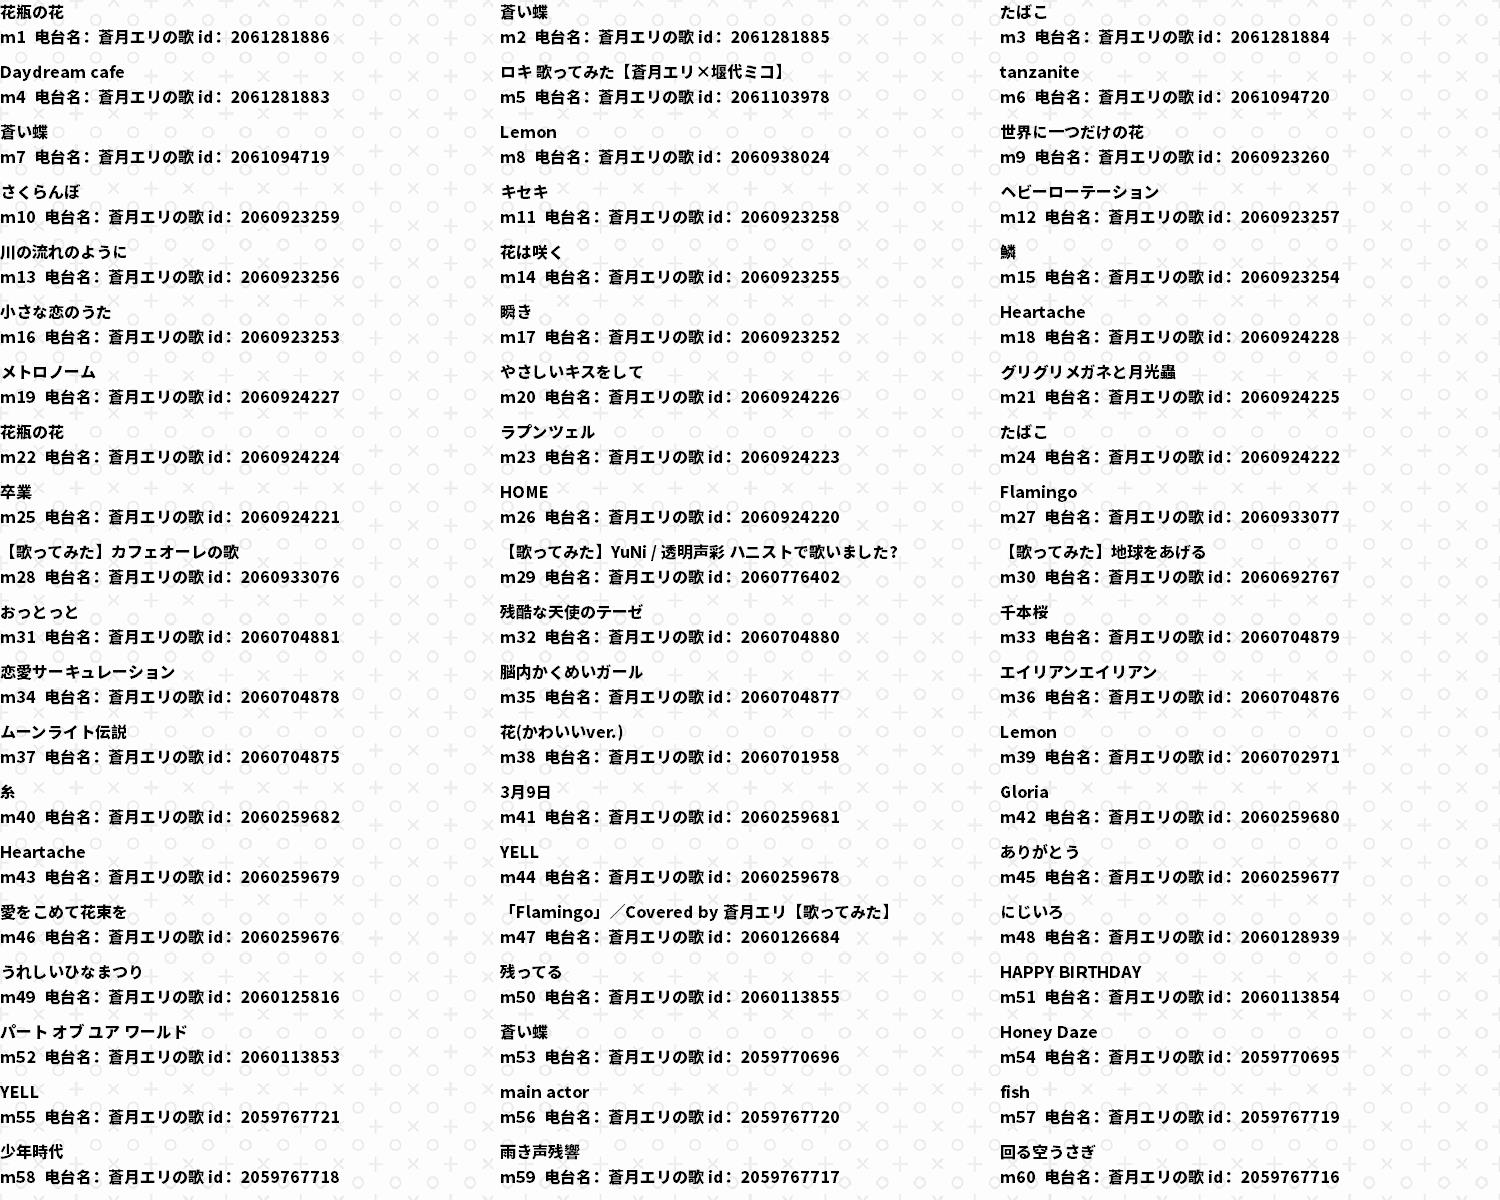 花瓶の花
m1 电台名：蒼月エリの歌 id：2061281886
蒼い蝶
m2 电台名：蒼月エリの歌 id：2061281885
たばこ
m3 电台名：蒼月エリの歌 id：2061281884
Daydream cafe
m4 电台名：蒼月エリの歌 id：2061281883
ロキ 歌ってみた【蒼月エリ×堰代ミコ】
m5 电台名：蒼月エリの歌 id：2061103978
tanzanite
m6 电台名：蒼月エリの歌 id：2061094720
蒼い蝶
m7 电台名：蒼月エリの歌 id：2061094719
Lemon
m8 电台名：蒼月エリの歌 id：2060938024
世界に一つだけの花
m9 电台名：蒼月エリの歌 id：2060923260
さくらんぼ
m10 电台名：蒼月エリの歌 id：2060923259
キセキ
m11 电台名：蒼月エリの歌 id：2060923258
ヘビーローテーション
m12 电台名：蒼月エリの歌 id：2060923257
川の流れのように
m13 电台名：蒼月エリの歌 id：2060923256
花は咲く
m14 电台名：蒼月エリの歌 id：2060923255
鱗
m15 电台名：蒼月エリの歌 id：2060923254
小さな恋のうた
m16 电台名：蒼月エリの歌 id：2060923253
瞬き
m17 电台名：蒼月エリの歌 id：2060923252
Heartache
m18 电台名：蒼月エリの歌 id：2060924228
メトロノーム
m19 电台名：蒼月エリの歌 id：2060924227
やさしいキスをして
m20 电台名：蒼月エリの歌 id：2060924226
グリグリメガネと月光蟲
m21 电台名：蒼月エリの歌 id：2060924225
花瓶の花
m22 电台名：蒼月エリの歌 id：2060924224
ラプンツェル
m23 电台名：蒼月エリの歌 id：2060924223
たばこ
m24 电台名：蒼月エリの歌 id：2060924222
卒業
m25 电台名：蒼月エリの歌 id：2060924221
HOME
m26 电台名：蒼月エリの歌 id：2060924220
Flamingo
m27 电台名：蒼月エリの歌 id：2060933077
【歌ってみた】カフェオーレの歌
m28 电台名：蒼月エリの歌 id：2060933076
【歌ってみた】YuNi / 透明声彩 ハニストで歌いました?
m29 电台名：蒼月エリの歌 id：2060776402
【歌ってみた】地球をあげる
m30 电台名：蒼月エリの歌 id：2060692767
おっとっと
m31 电台名：蒼月エリの歌 id：2060704881
残酷な天使のテーゼ
m32 电台名：蒼月エリの歌 id：2060704880
千本桜
m33 电台名：蒼月エリの歌 id：2060704879
恋愛サーキュレーション
m34 电台名：蒼月エリの歌 id：2060704878
脳内かくめいガール
m35 电台名：蒼月エリの歌 id：2060704877
エイリアンエイリアン
m36 电台名：蒼月エリの歌 id：2060704876
ムーンライト伝説
m37 电台名：蒼月エリの歌 id：2060704875
花(かわいいver.)
m38 电台名：蒼月エリの歌 id：2060701958
Lemon
m39 电台名：蒼月エリの歌 id：2060702971
糸
m40 电台名：蒼月エリの歌 id：2060259682
3月9日
m41 电台名：蒼月エリの歌 id：2060259681
Gloria
m42 电台名：蒼月エリの歌 id：2060259680
Heartache
m43 电台名：蒼月エリの歌 id：2060259679
YELL
m44 电台名：蒼月エリの歌 id：2060259678
ありがとう
m45 电台名：蒼月エリの歌 id：2060259677
愛をこめて花束を
m46 电台名：蒼月エリの歌 id：2060259676
「Flamingo」／Covered by 蒼月エリ【歌ってみた】
m47 电台名：蒼月エリの歌 id：2060126684
にじいろ
m48 电台名：蒼月エリの歌 id：2060128939
うれしいひなまつり
m49 电台名：蒼月エリの歌 id：2060125816
残ってる
m50 电台名：蒼月エリの歌 id：2060113855
HAPPY BIRTHDAY
m51 电台名：蒼月エリの歌 id：2060113854
パート オブ ユア ワールド
m52 电台名：蒼月エリの歌 id：2060113853
蒼い蝶
m53 电台名：蒼月エリの歌 id：2059770696
Honey Daze
m54 电台名：蒼月エリの歌 id：2059770695
YELL
m55 电台名：蒼月エリの歌 id：2059767721
main actor
m56 电台名：蒼月エリの歌 id：2059767720
fish
m57 电台名：蒼月エリの歌 id：2059767719
少年時代
m58 电台名：蒼月エリの歌 id：2059767718
雨き声残響
m59 电台名：蒼月エリの歌 id：2059767717
回る空うさぎ
m60 电台名：蒼月エリの歌 id：2059767716